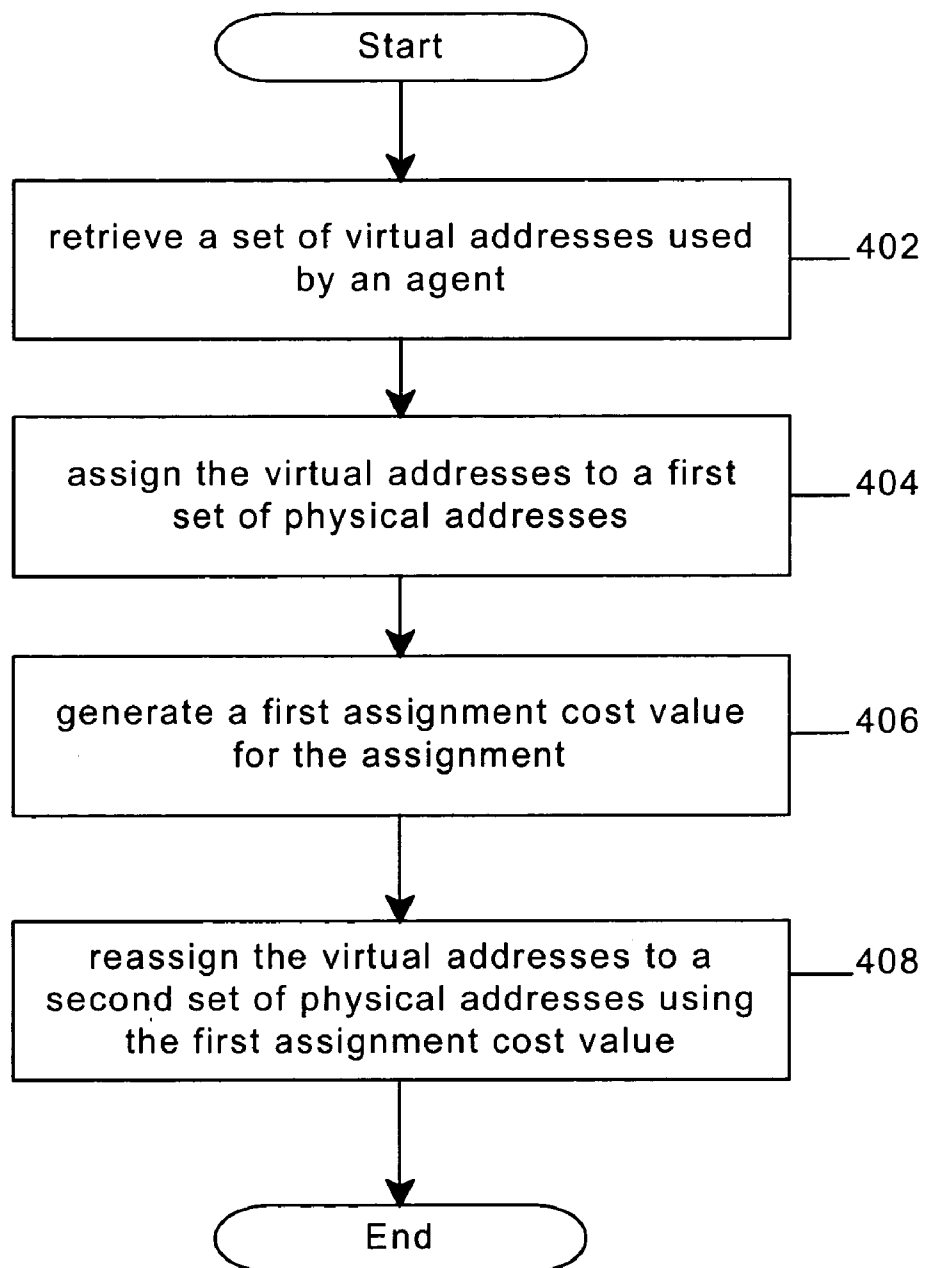 Start
retrieve a set of virtual addresses used
by an agent
402
assign the virtual addresses to a first
set of physical addresses
404
generate a first assignment cost value
for the assignment
406
reassign the virtual addresses to a
second set of physical addresses using
the first assignment cost value
408
End